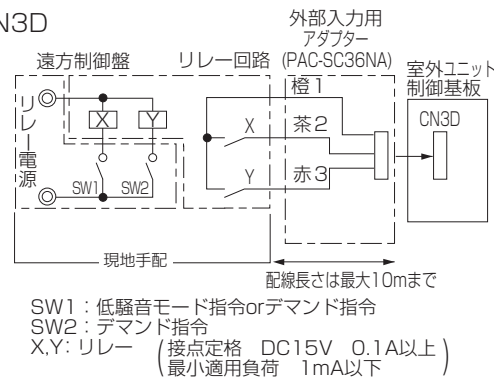 CN3D
外部入力用
アダプター
(PAC-SC36NA)
遠方制御盤
リレー回路
室外ユニット
制御基板
リレー電源
X
Y
SW1
SW2
X
Y
橙1
茶2
赤3
CN3D
現地手配
配線長さは最大10mまで
SW1：低騒音モード指令orデマンド指令
SW2：デマンド指令
X,Y：リレー (接点定格 DC15V 0.1A以上
最小適用負荷 1mA以下)